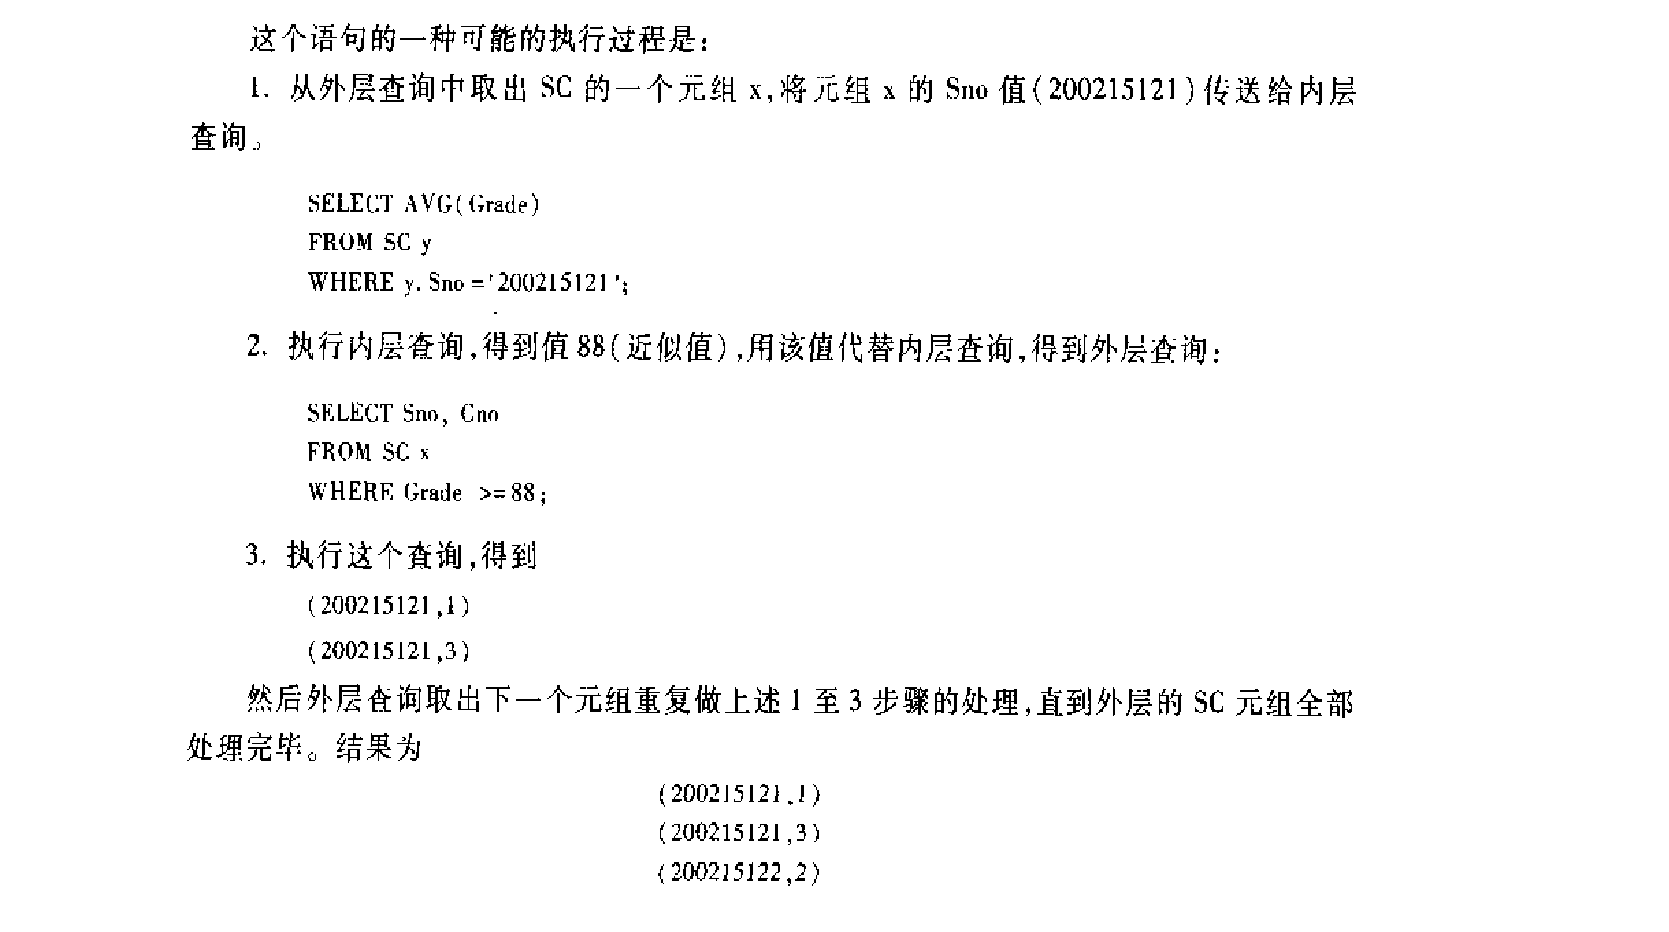 这个语句的一种可能的执行过程是：
1. 从外层查询中取出 SC 的一个元组 x,将元组 x 的 Sno 值(200215121)传送给内层
查询。
SELECT AVG(Grade)
FROM SC y
WHERE y. Sno ='200215121';
2. 执行内层查询,得到值 88(近似值),用该值代替内层查询,得到外层查询:
SELECT Sno, Cno
FROM SC x
WHERE Grade >=88;
3. 执行这个查询,得到
(200215121,1)
(200215121,3)
然后外层查询取出下一个元组重复做上述 1 至 3 步骤的处理,直到外层的 SC 元组全部
处理完毕。结果为
(200215121,1)
(200215121,3)
(200215122,2)